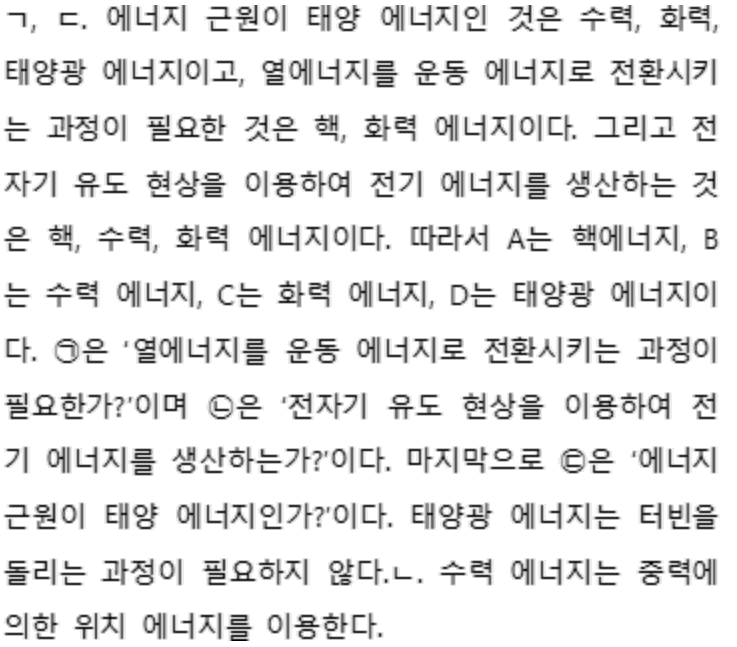 ㄱ, ㄷ. 에너지 근원이 태양 에너지인 것은 수력, 화력,
태양광 에너지이고, 열에너지를 운동 에너지로 전환시키
는 과정이 필요한 것은 핵, 화력 에너지이다. 그리고 전
자기 유도 현상을 이용하여 전기 에너지를 생산하는 것
은 핵, 수력, 화력 에너지이다. 따라서 A는 핵에너지, B
는 수력 에너지, C는 화력 에너지, D는 태양광 에너지이
다. ㉠은 ‘열에너지를 운동 에너지로 전환시키는 과정이
필요한가?’이며 ㉡은 ‘전자기 유도 현상을 이용하여 전
기 에너지를 생산하는가?’이다. 마지막으로 ㉢은 ‘에너지
근원이 태양 에너지인가?’이다. 태양광 에너지는 터빈을
돌리는 과정이 필요하지 않다.ㄴ. 수력 에너지는 중력에
의한 위치 에너지를 이용한다.